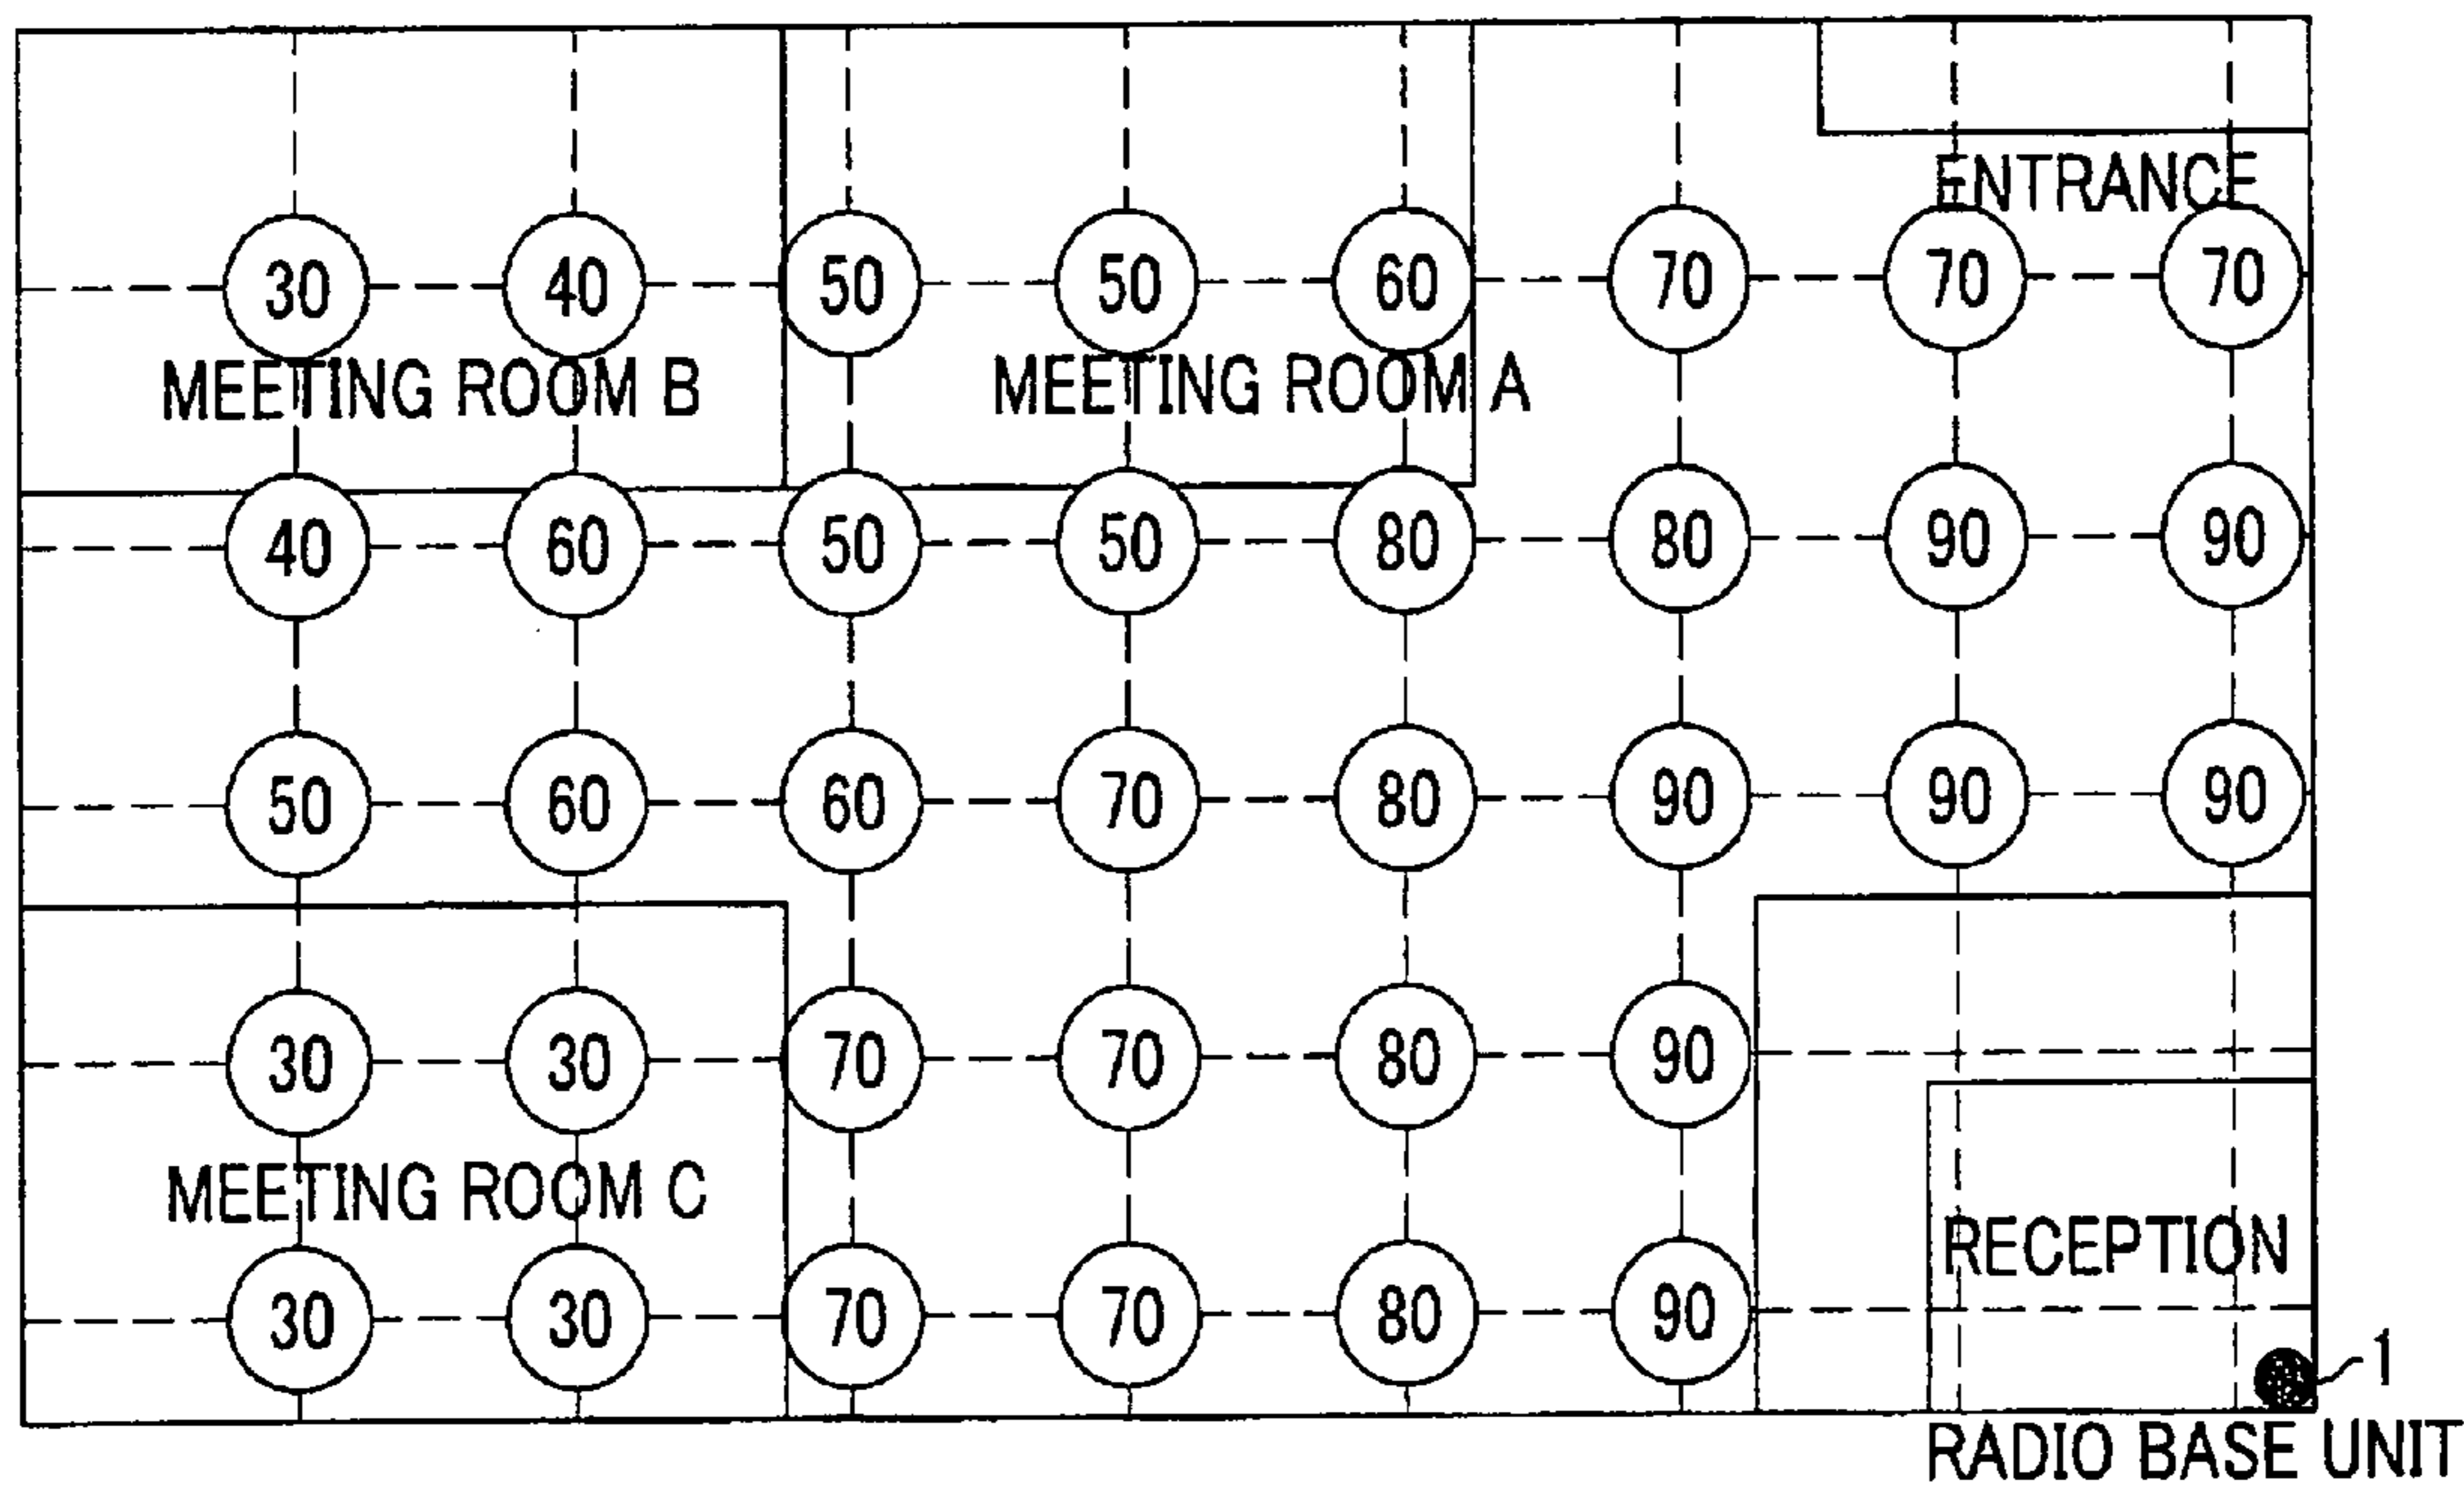 ENTRANCE
30 40 50 50 60 70 70 70
MEETING ROOM B MEETING ROOM A
40 60 50 50 80 80 90 90
50 60 60 70 80 90 90 90
30 30 70 70 80 90
MEETING ROOM C
RECEPTION
30 30 70 70 80 90
1
RADIO BASE UNIT